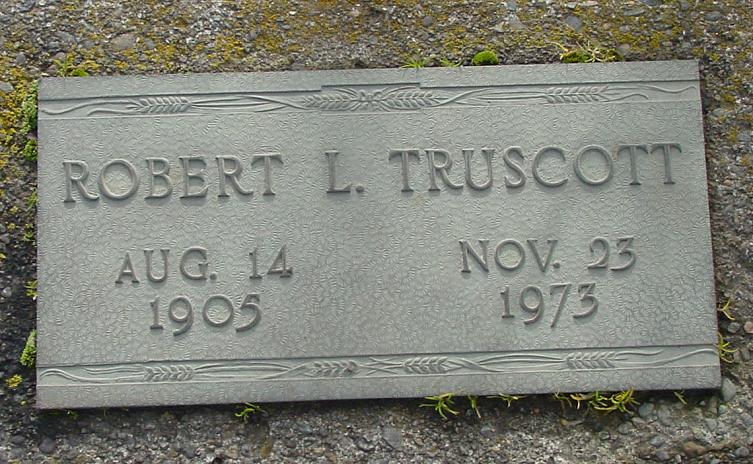 ROBERT L. TRUSCOTT
AUG. 14 NOV. 23
1905 1973